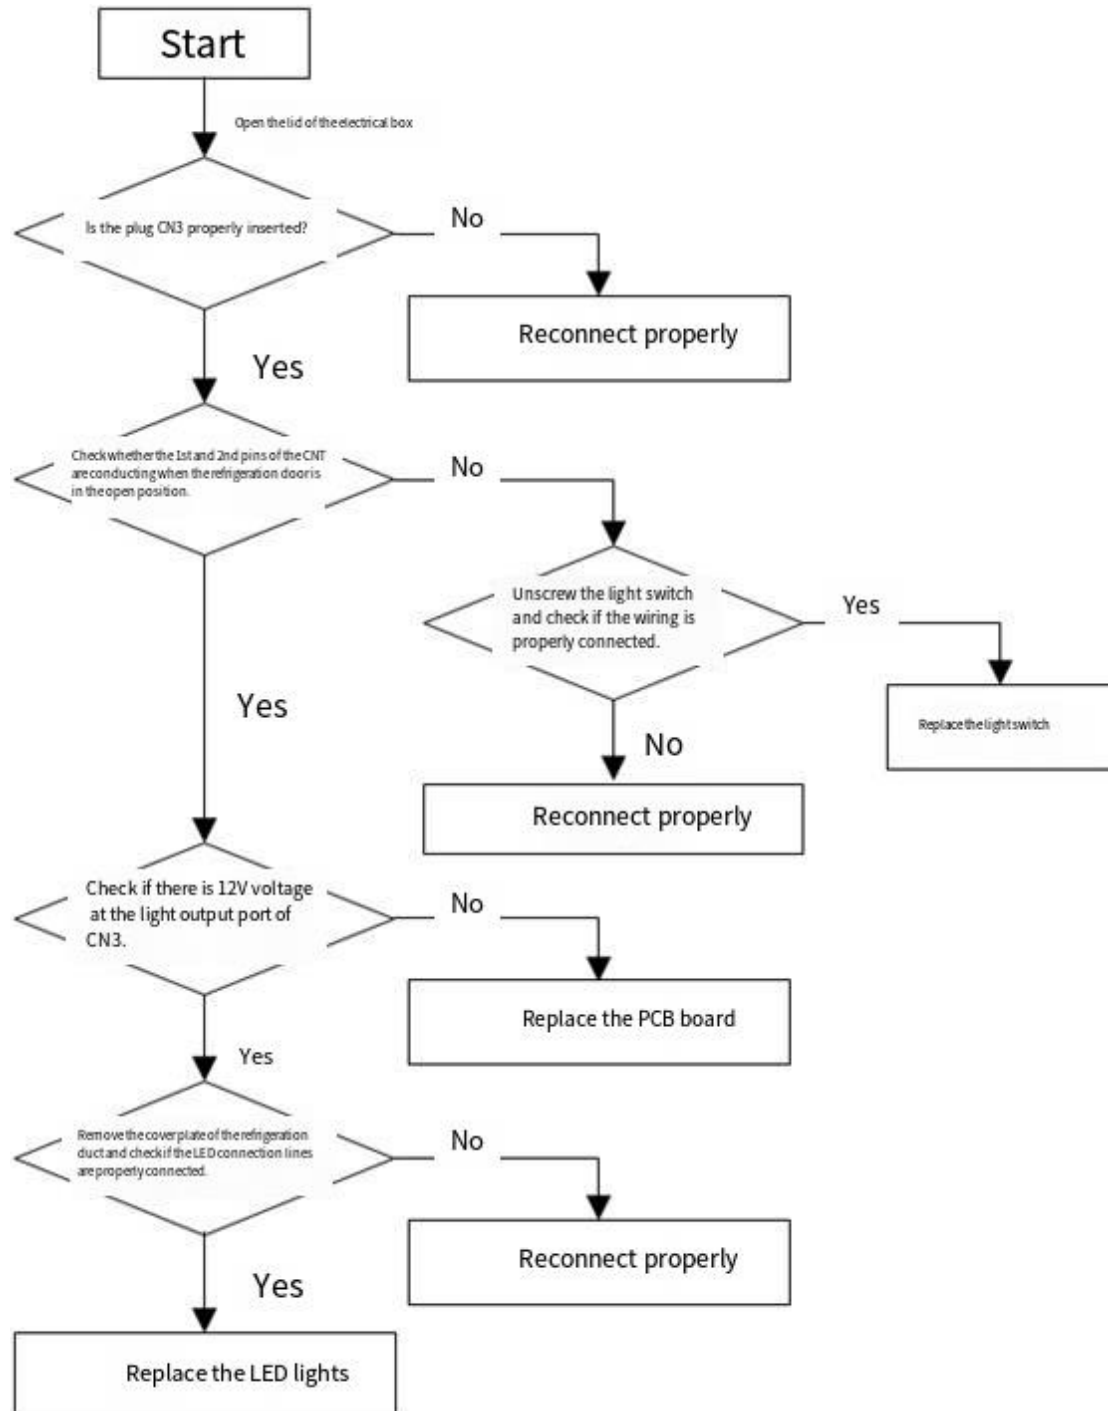 Start
Open the lid of the electrical box
Is the plug CN3 properly inserted?
No
Reconnect properly
Yes
Check whether the 1st and 2nd pins of the CNT
are conducting when the refrigeration door is
in the open position.
No
Unscrew the light switch
and check if the wiring is
properly connected.
Yes
Replace the light switch
Yes
No
Reconnect properly
Check if there is 12V voltage
at the light output port of
CN3.
No
Replace the PCB board
Yes
Remove the cover plate of the refrigeration
duct and check if the LED connection lines
are properly connected.
No
Reconnect properly
Yes
Replace the LED lights